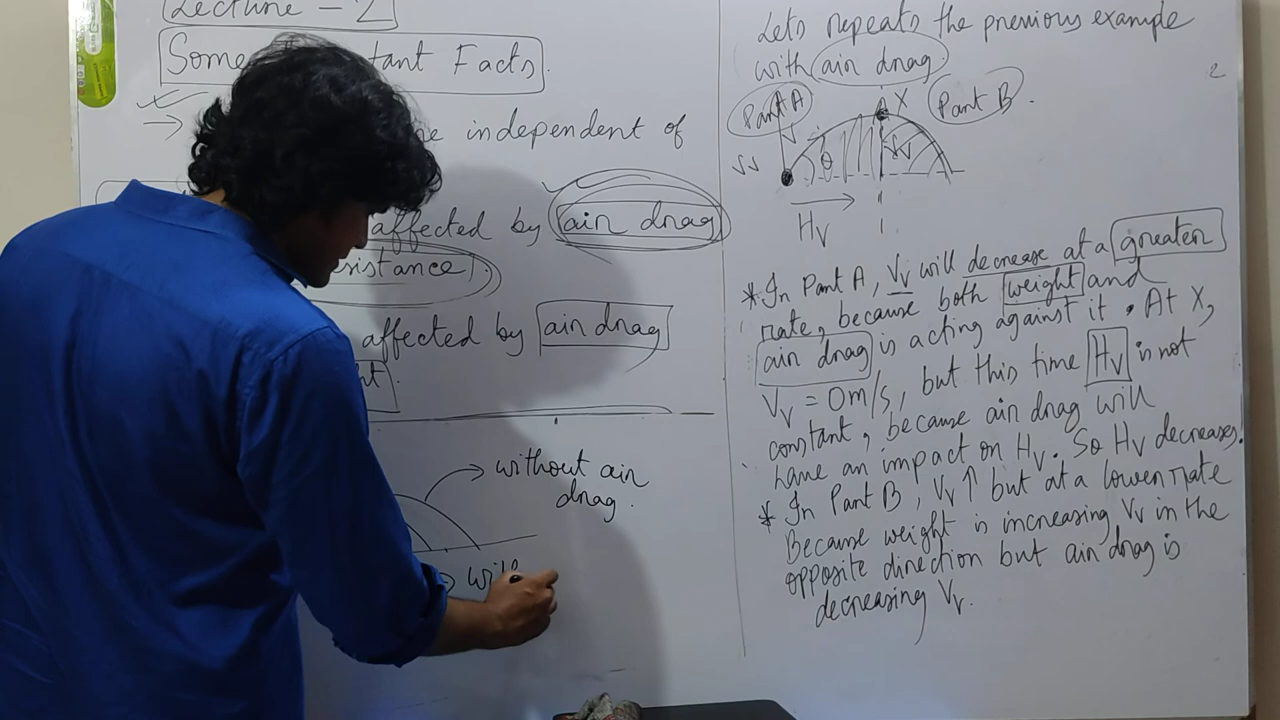 Lecture - 2
Some Facts.
→ independent of
affected by air drag
affected by air drag
→ without air
drag.
→ with
Lets repeats the previous example
with air drag
Part A
X
Part B.
θ
Hv
*In Part A, Vv will decrease at a greater
rate, because both weight and
air drag is acting against it. At X,
Vv = 0m/s, but this time Hv is not
constant, because air drag will
have an impact on Hv. So Hv decreases.
* In Part B, Vv ↑ but at a lower rate
Because weight is increasing Vv in the
opposite direction but air drag is
decreasing Vv.